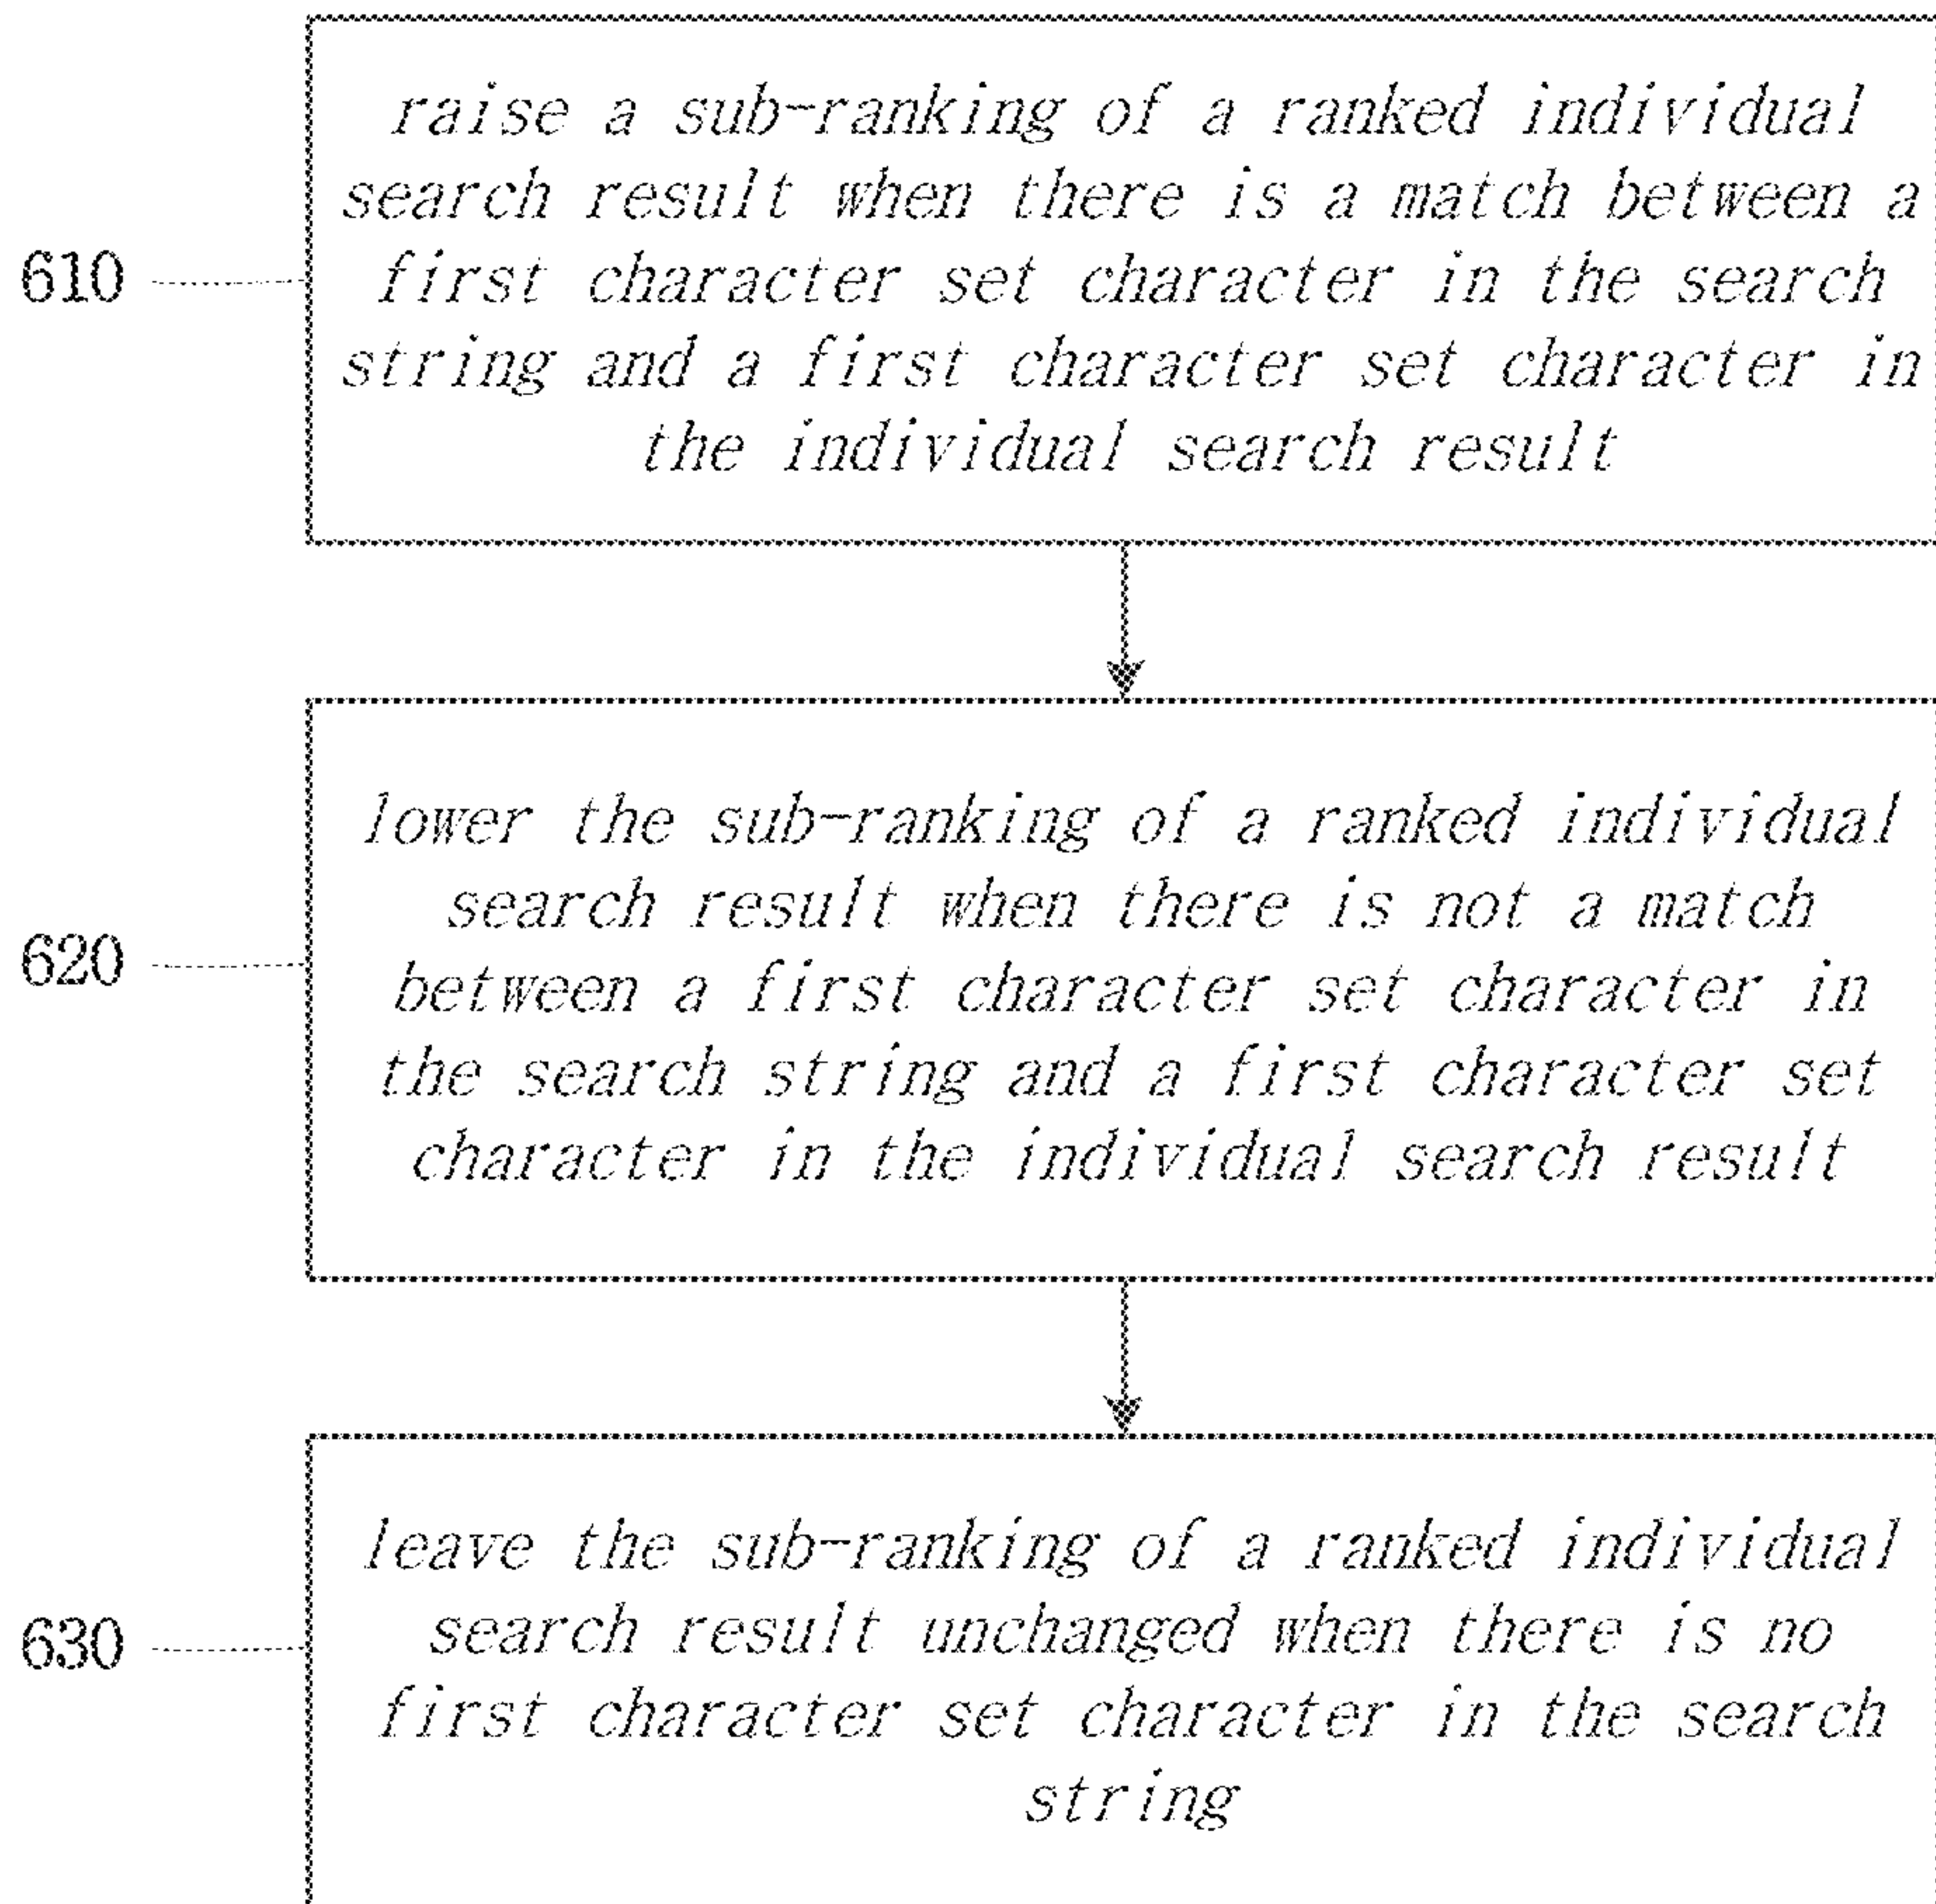 raise a sub-ranking of a ranked individual
search result when there is a match between a
first character set character in the search
string and a first character set character in
the individual search result
610
lower the sub-ranking of a ranked individual
search result when there is not a match
between a first character set character in
the search string and a first character set
character in the individual search result
620
leave the sub-ranking of a ranked individual
search result unchanged when there is no
first character set character in the search
string
630